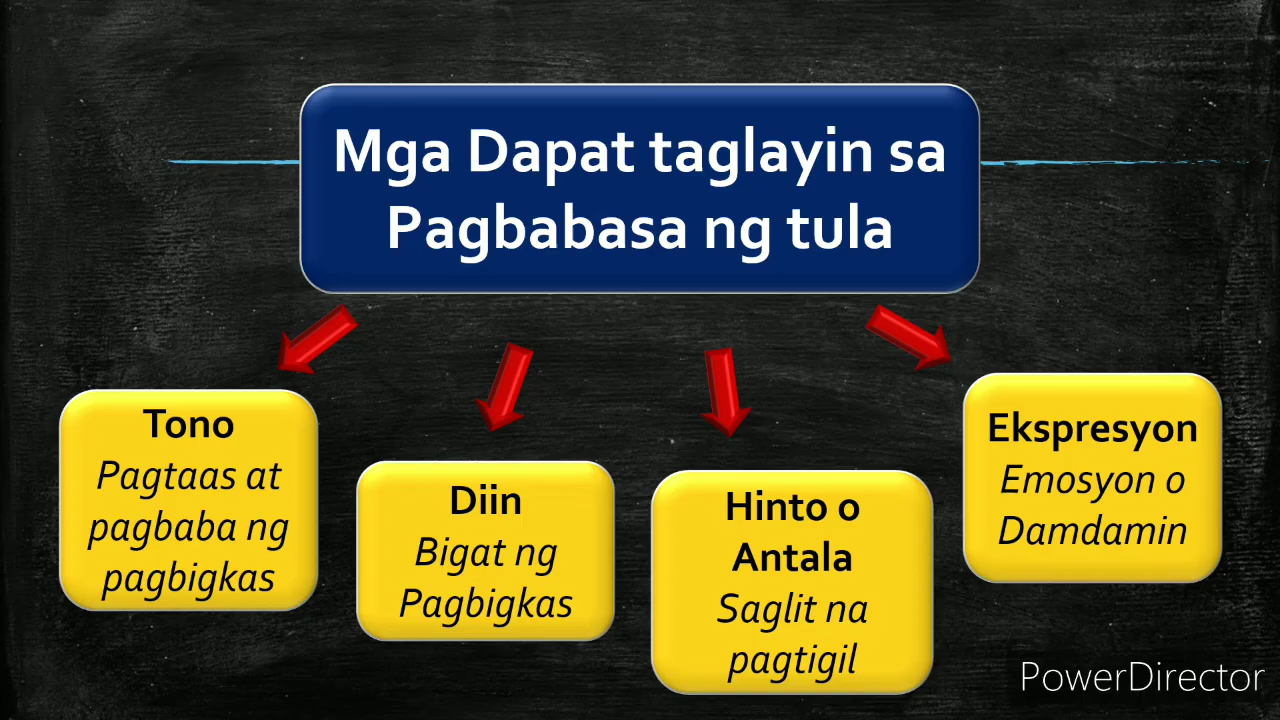 Mga Dapat taglayin sa
Pagbabasa ng tula
Tono
Pagtaas at
pagbaba ng
pagbigkas
Diin
Bigat ng
Pagbigkas
Hinto o
Antala
Saglit na
pagtigil
Ekspresyon
Emosyon o
Damdamin
PowerDirector